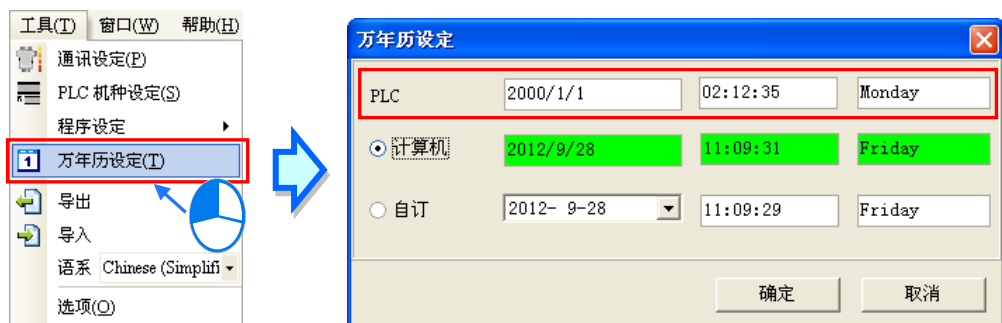 工具(T) 窗口(W) 帮助(H)
通讯设定(P)
PLC 机种设定(S)
程序设定
1 万年历设定(T)
导出
导入
语系 Chinese (Simplifi
选项(O)
万年历设定
PLC 2000/1/1 02:12:35 Monday
计算机 2012/9/28 11:09:31 Friday
自订 2012- 9-28 11:09:29 Friday
确定 取消